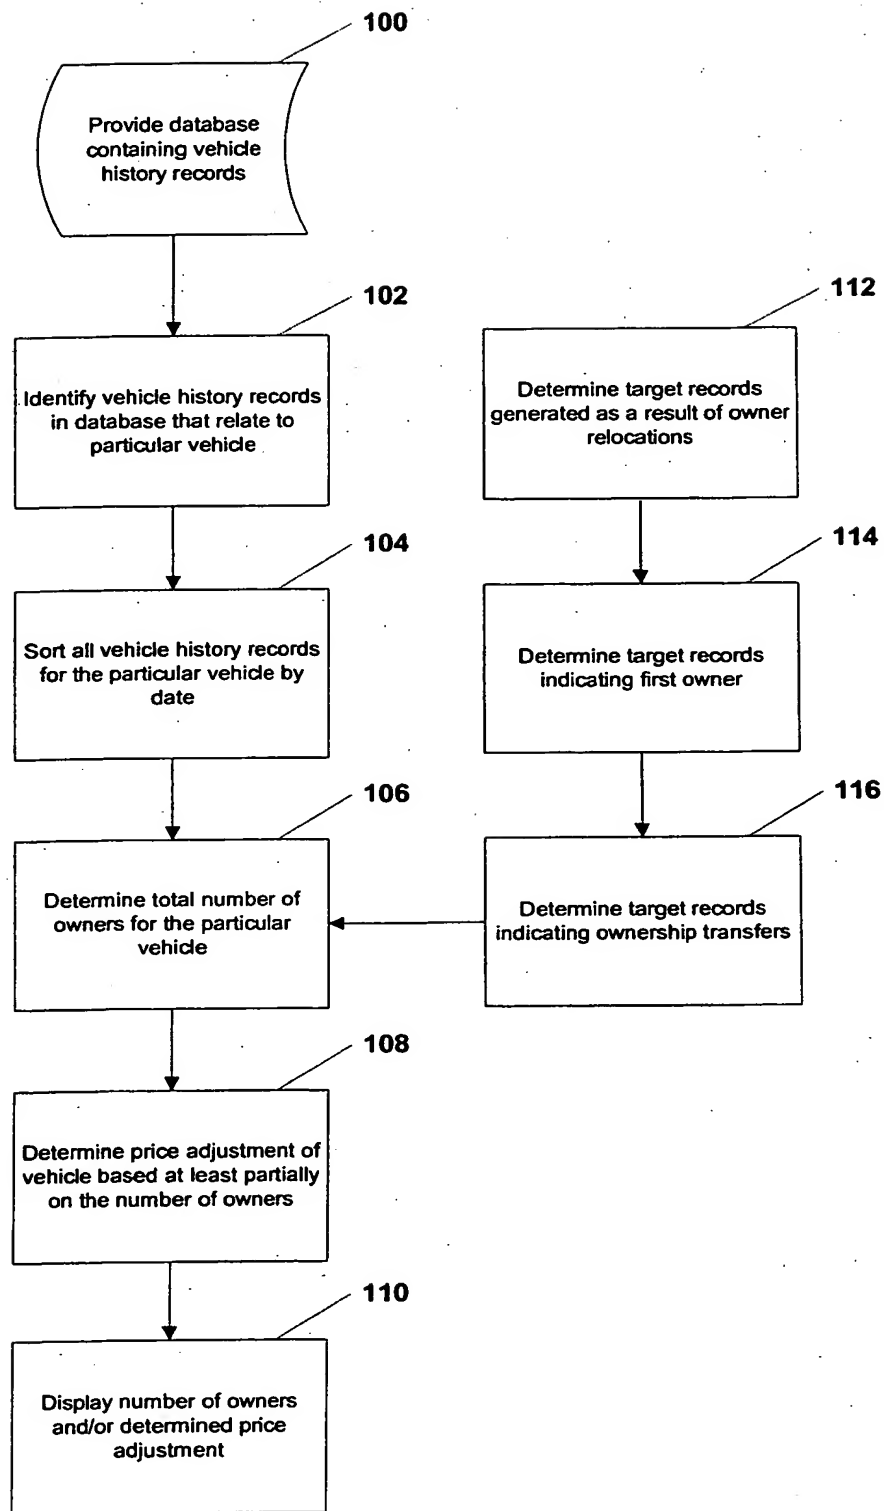 100
Provide database
containing vehicle
history records
102
Identify vehicle history records
in database that relate to
particular vehicle
112
Determine target records
generated as a result of owner
relocations
104
Sort all vehicle history records
for the particular vehicle by
date
114
Determine target records
indicating first owner
106
Determine total number of
owners for the particular
vehicle
116
Determine target records
indicating ownership transfers
108
Determine price adjustment of
vehicle based at least partially
on the number of owners
110
Display number of owners
and/or determined price
adjustment